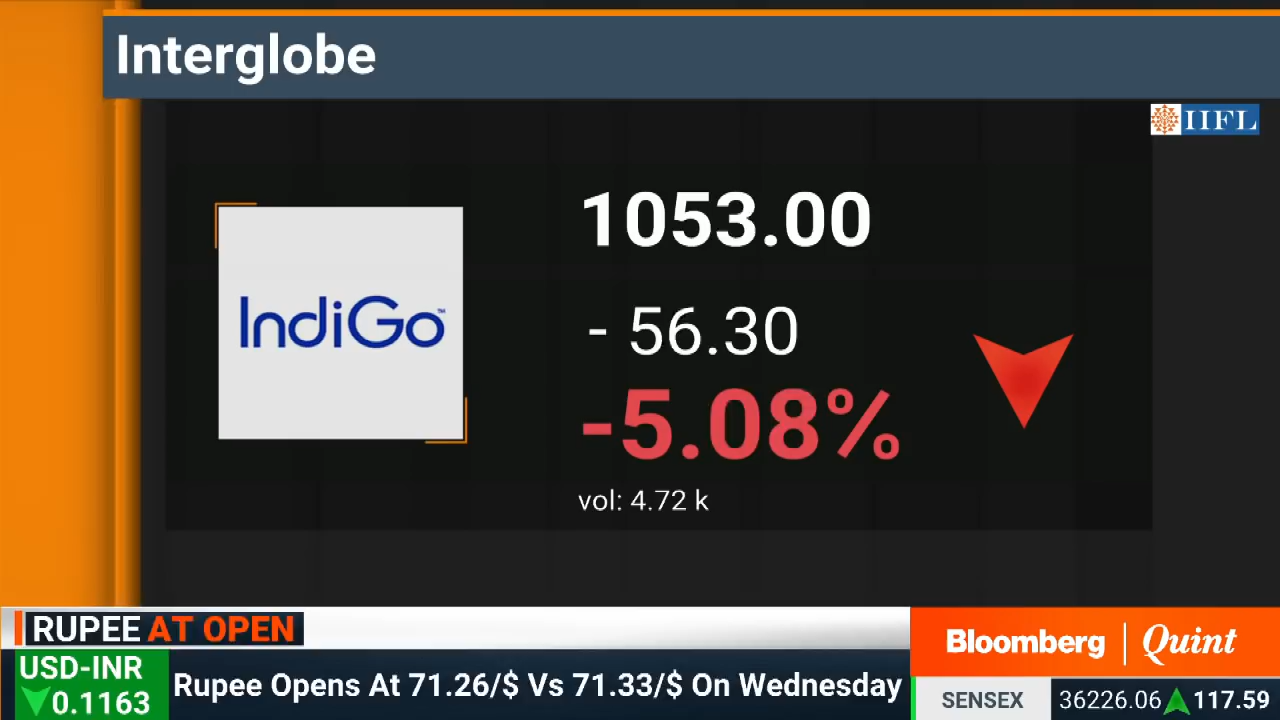 Interglobe
IIFL
1053.00
IndiGo™
- 56.30
-5.08%
vol: 4.72 k
RUPEE AT OPEN
USD-INR
0.1163
Rupee Opens At 71.26/$ Vs 71.33/$ On Wednesday
Bloomberg | Quint
SENSEX 36226.06 117.59